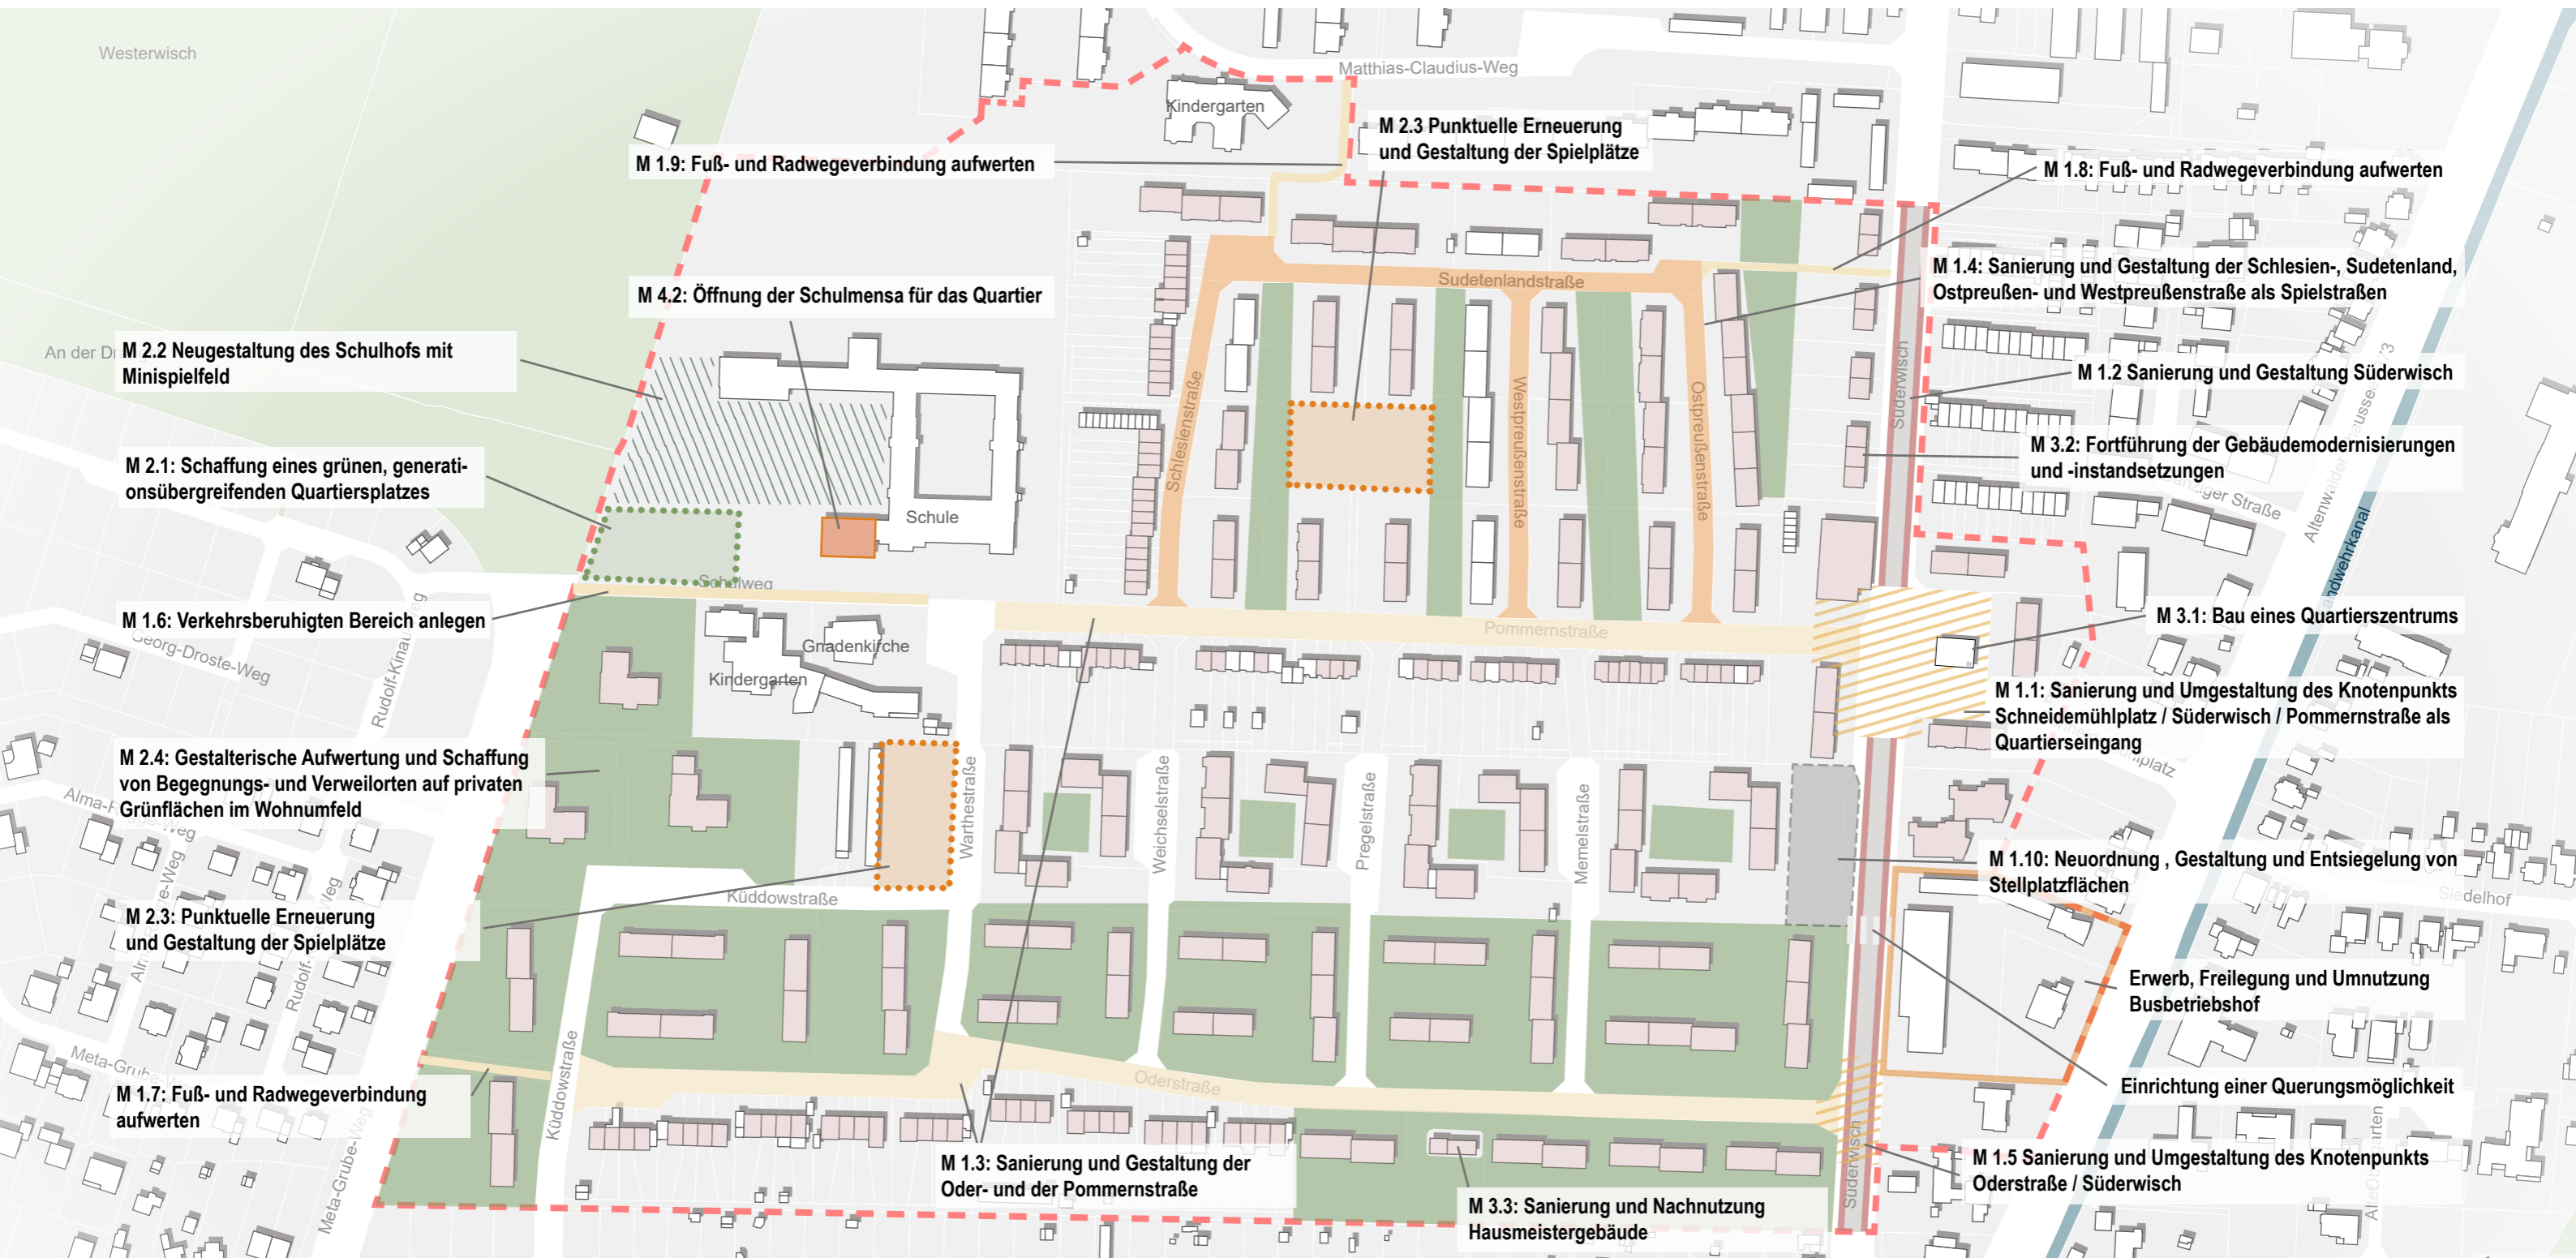 Westerwisch
Matthias-Claudius-Weg
Kindergarten
M 2.3 Punktuelle Erneuerung
und Gestaltung der Spielplätze
M 1.9: Fuß- und Radwegeverbindung aufwerten
M 1.8: Fuß- und Radwegeverbindung aufwerten
M 1.4: Sanierung und Gestaltung der Schlesien-, Sudetenland,
Ostpreußen- und Westpreußenstraße als Spielstraßen
Sudetenlandstraße
M 4.2: Öffnung der Schulmensa für das Quartier
An der
M 2.2 Neugestaltung des Schulhofs mit
Minispielfeld
Süderwisch
M 1.2 Sanierung und Gestaltung Süderwisch
Schlesienstraße
Westpreußenstraße
Ostpreußenstraße
M 3.2: Fortführung der Gebäudemodernisierungen
und -instandsetzungen
M 2.1: Schaffung eines grünen, generati-
onsübergreifenden Quartiersplatzes
Straße
Schule
Landwehrkanal
Schulweg
M 1.6: Verkehrsberuhigten Bereich anlegen
M 3.1: Bau eines Quartierszentrums
Pommernstraße
Georg-Droste-Weg
Gnadenkirche
Kindergarten
M 1.1: Sanierung und Umgestaltung des Knotenpunkts
Schneidemühlplatz / Süderwisch / Pommernstraße als
Quartierseingang
M 2.4: Gestalterische Aufwertung und Schaffung
von Begegnungs- und Verweilorten auf privaten
Grünflächen im Wohnumfeld
Warthestraße
Weichselstraße
Pregelstraße
Memelstraße
M 1.10: Neuordnung , Gestaltung und Entsiegelung von
Stellplatzflächen
Siedelhof
Küddowstraße
M 2.3: Punktuelle Erneuerung
und Gestaltung der Spielplätze
Erwerb, Freilegung und Umnutzung
Busbetriebshof
Meta-Grube-Weg
Oderstraße
Einrichtung einer Querungsmöglichkeit
M 1.7: Fuß- und Radwegeverbindung
aufwerten
Küddowstraße
Meta-Grube-Weg
M 1.3: Sanierung und Gestaltung der
Oder- und der Pommernstraße
M 3.3: Sanierung und Nachnutzung
Hausmeistergebäude
Süderwisch
M 1.5 Sanierung und Umgestaltung des Knotenpunkts
Oderstraße / Süderwisch